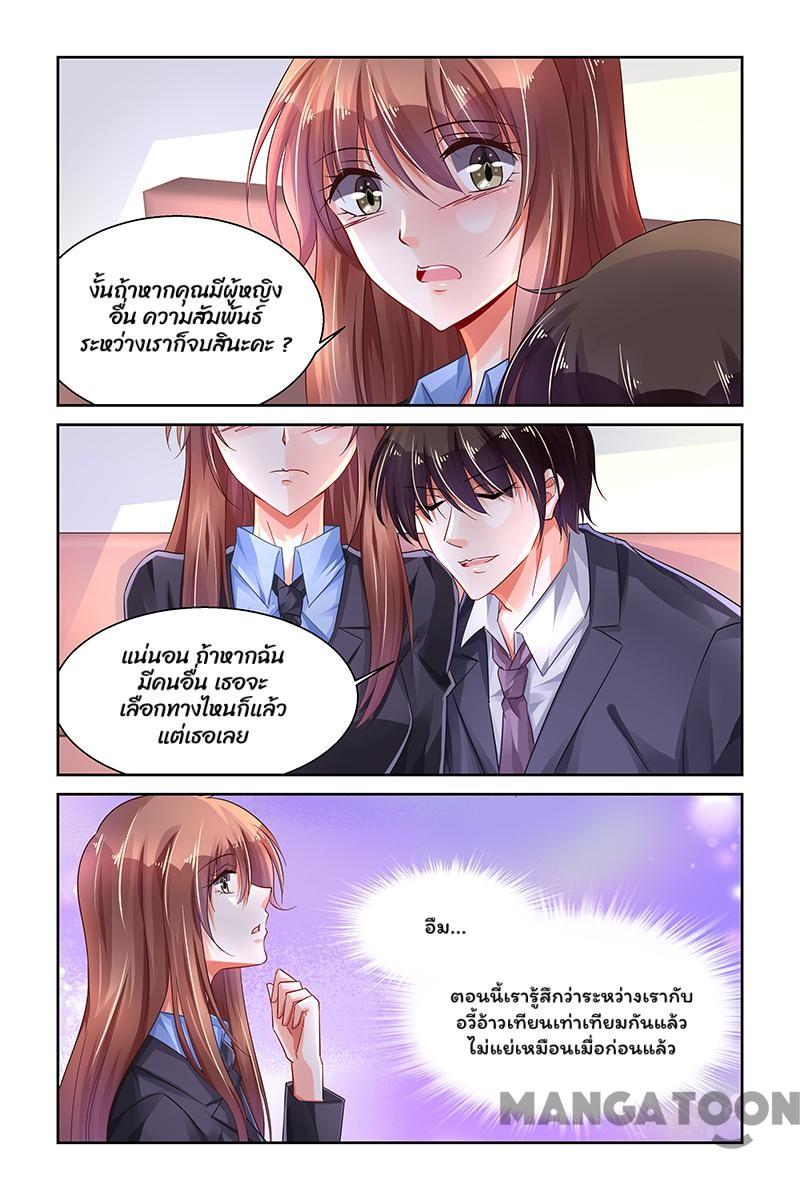 งั้นถ้าหากคุณมีผู้หญิง
อื่น ความสัมพันธ์
ระหว่างเราก็จบสินะคะ ?
แน่นอน ถ้าหากฉัน
มีคนอื่น เธอจะ
เลือกทางไหนก็แล้ว
แต่เธอเลย
อืม...
ตอนนี้เรารู้สึกว่าระหว่างเรากับ
อวี้อ้าวเทียนเท่าเทียมกันแล้ว
ไม่แย่เหมือนเมื่อก่อนแล้ว
MANGATOON